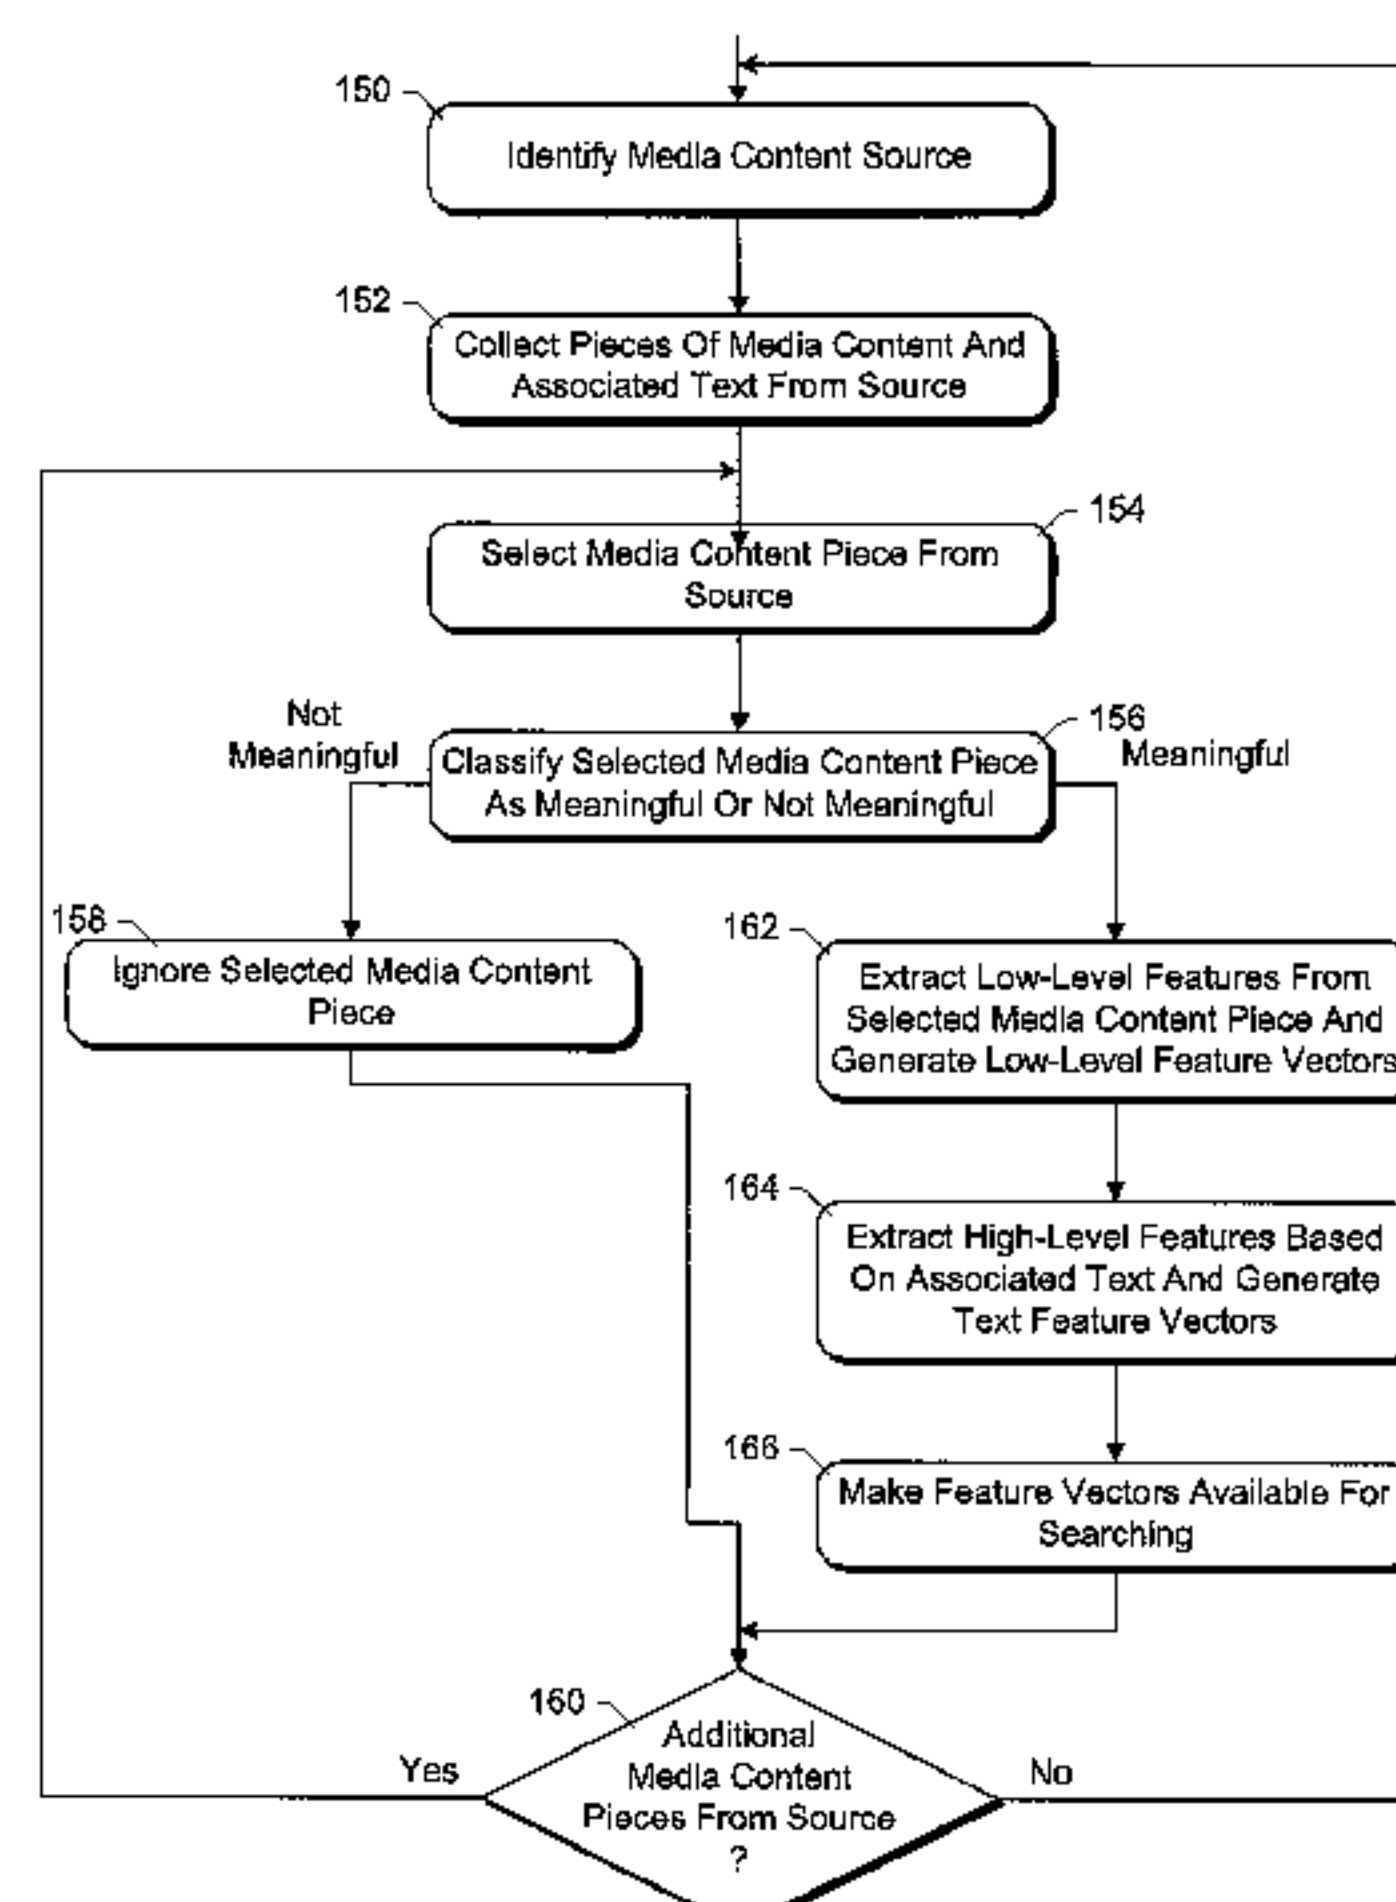 150
Identify Media Content Source
152
Collect Pieces Of Media Content And
Associated Text From Source
154
Select Media Content Piece From
Source
156
Not
Meaningful
Classify Selected Media Content Piece
As Meaningful Or Not Meaningful
Meaningful
158
Ignore Selected Media Content
Piece
162
Extract Low-Level Features From
Selected Media Content Piece And
Generate Low-Level Feature Vectors
164
Extract High-Level Features Based
On Associated Text And Generate
Text Feature Vectors
166
Make Feature Vectors Available For
Searching
160
Additional
Media Content
Pieces From Source
?
Yes
No